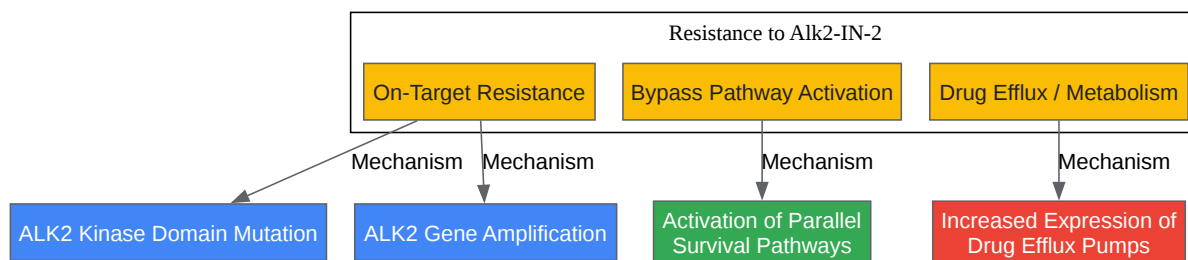 Resistance to Alk2-IN-2
On-Target Resistance
Bypass Pathway Activation
Drug Efflux / Metabolism
Mechanism
Mechanism
Mechanism
Mechanism
ALK2 Kinase Domain Mutation
ALK2 Gene Amplification
Activation of Parallel
Survival Pathways
Increased Expression of
Drug Efflux Pumps